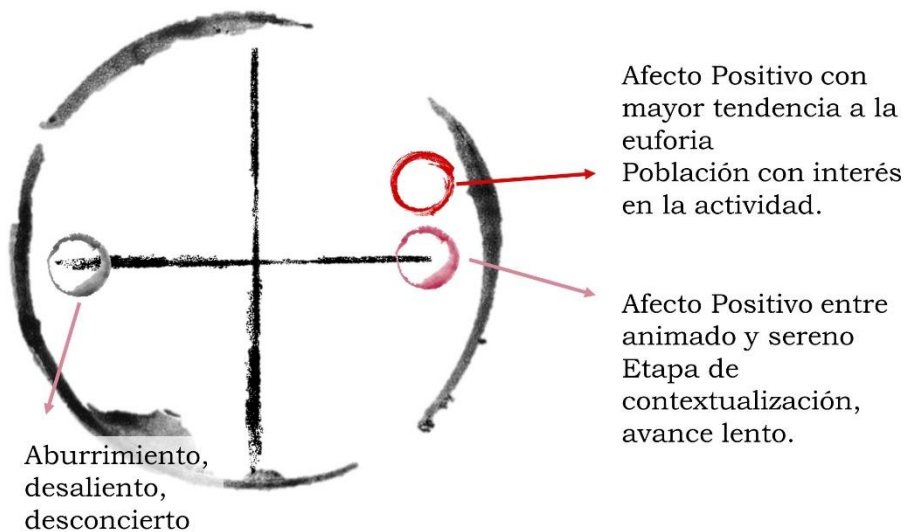 Afecto Positivo con
mayor tendencia a la
euforia
Población con interés
en la actividad.
Afecto Positivo entre
animado y sereno
Etapa de
contextualización,
avance lento.
Aburrimiento,
desaliento,
desconcierto